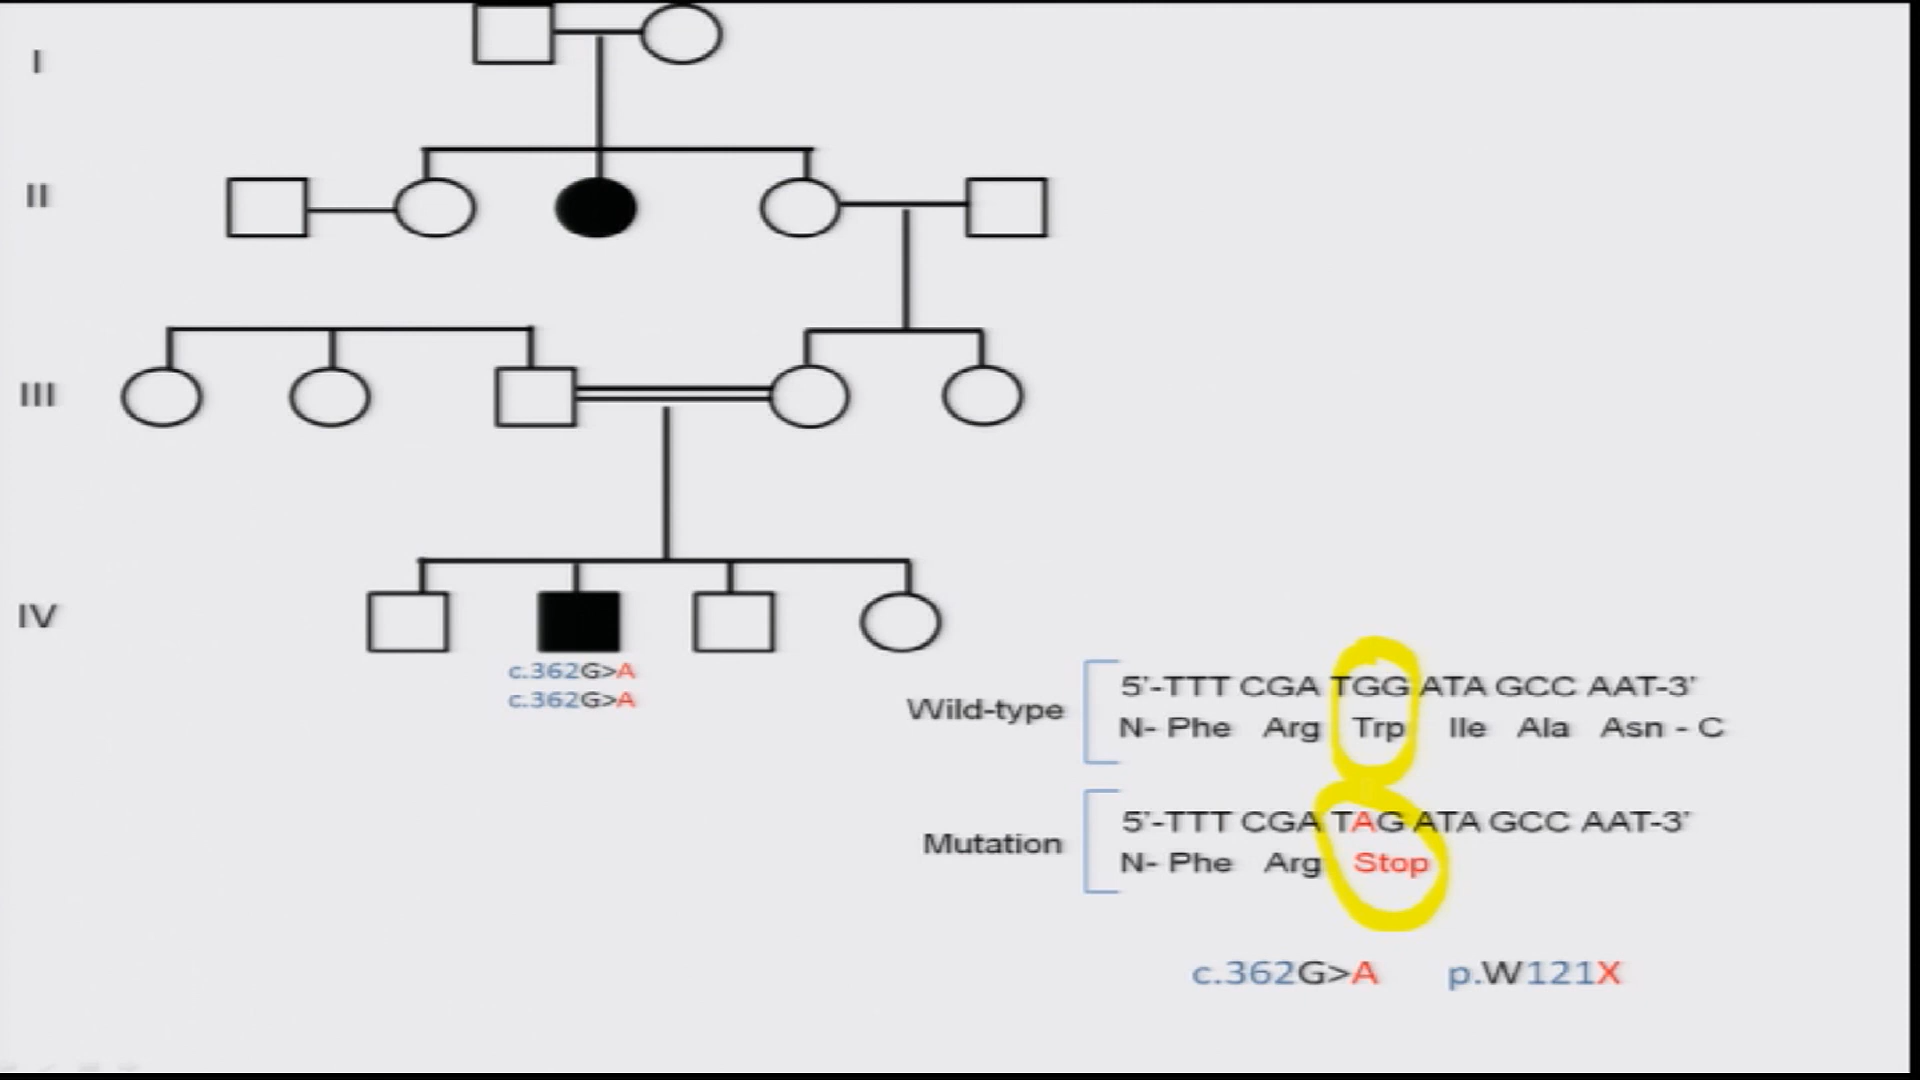 I
II
III
IV
c.362G>A
c.362G>A
Wild-type
5'-TTT CGA TGG ATA GCC AAT-3'
N- Phe Arg Trp Ile Ala Asn - C
Mutation
5'-TTT CGA TAG ATA GCC AAT-3'
N- Phe Arg Stop
c.362G>A p.W121X